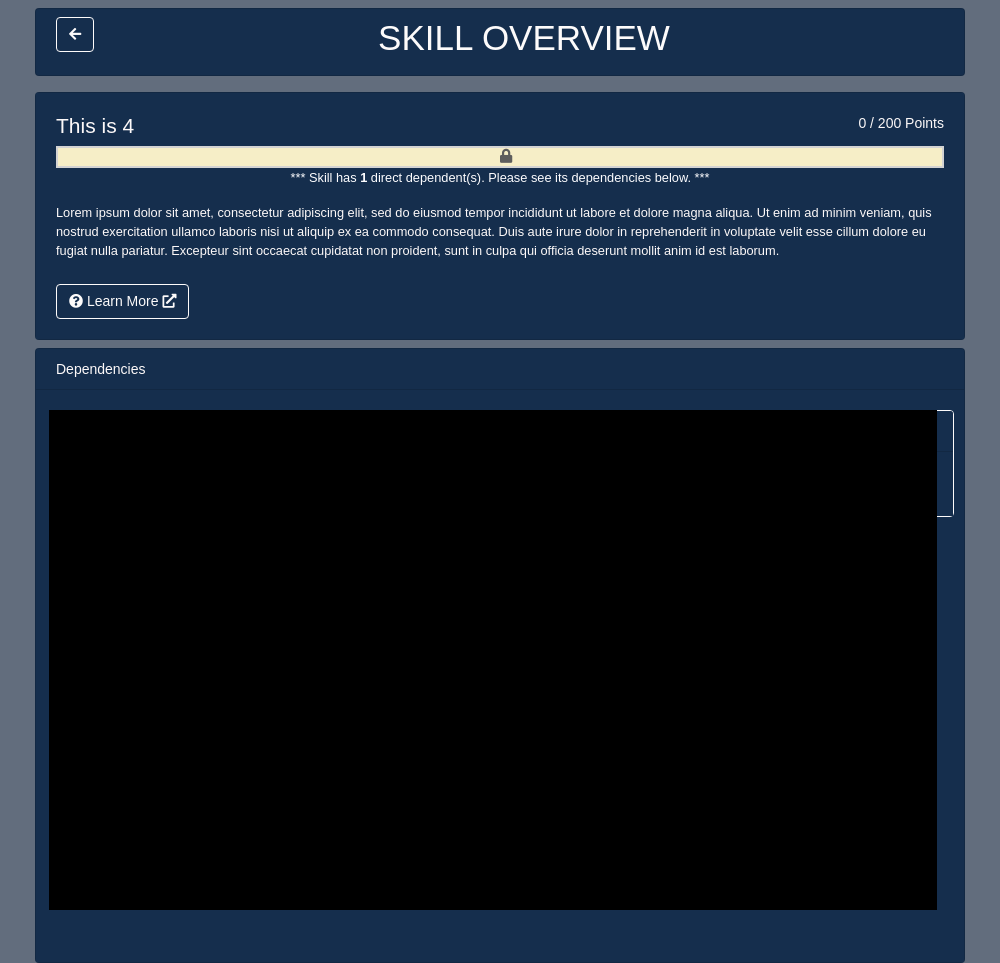 SKILL OVERVIEW
This is 4
0 / 200 Points
*** Skill has 1 direct dependent(s). Please see its dependencies below. ***
Lorem ipsum dolor sit amet, consectetur adipiscing elit, sed do eiusmod tempor incididunt ut labore et dolore magna aliqua. Ut enim ad minim veniam, quis
nostrud exercitation ullamco laboris nisi ut aliquip ex ea commodo consequat. Duis aute irure dolor in reprehenderit in voluptate velit esse cillum dolore eu
fugiat nulla pariatur. Excepteur sint occaecat cupidatat non proident, sunt in culpa qui officia deserunt mollit anim id est laborum.
Learn More
Dependencies